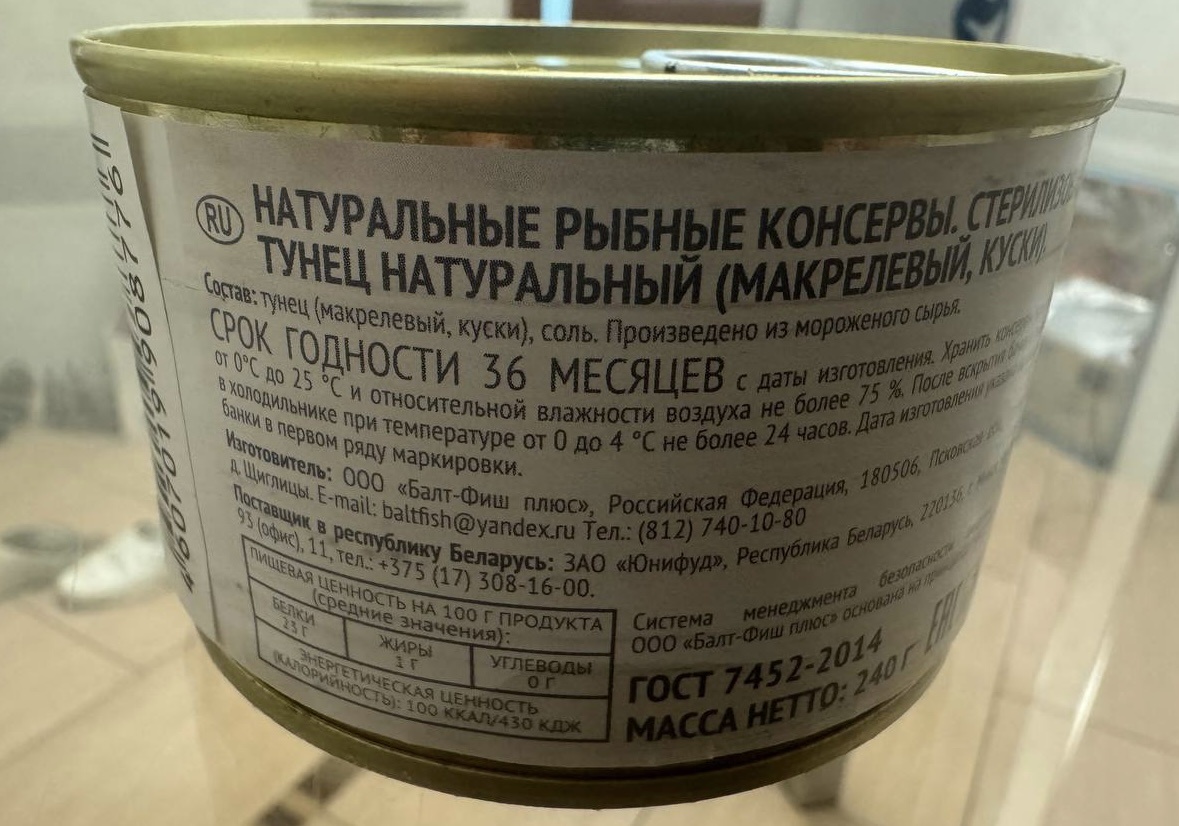 RU
НАТУРАЛЬНЫЕ РЫБНЫЕ КОНСЕРВЫ.
ТУНЕЦ НАТУРАЛЬНЫЙ (МАКРЕЛЕВЫЙ, КУСКИ)
Состав: тунец (макрелевый, куски), соль. Произведено из мороженого сырья.
СРОК ГОДНОСТИ 36 МЕСЯЦЕВ с даты изготовления. Хранить
от 0°С до 25 °С и относительной влажности воздуха не более 75 %. После вскрытия
в холодильнике при температуре от 0 до 4 °С не более 24 часов. Дата изготовления
банки в первом ряду маркировки.
Изготовитель: ООО «Балт-Фиш плюс», Российская Федерация, 180506, Псковская
д. Щиглицы. E-mail: baltfish@yandex.ru Тел.: (812) 740-10-80
Поставщик в республику Беларусь: ЗАО «Юнифуд», Республика Беларусь, 220136,
93 (офис), 11, тел.: +375 (17) 308-16-00.
ПИЩЕВАЯ ЦЕННОСТЬ НА 100 Г ПРОДУКТА
(средние значения):
БЕЛКИ
23 Г
ЖИРЫ
1 Г
УГЛЕВОДЫ
0 Г
ЭНЕРГЕТИЧЕСКАЯ ЦЕННОСТЬ
(КАЛОРИЙНОСТЬ): 100 ККАЛ/430 КДЖ
Система менеджмента безопасности
ООО «Балт-Фиш плюс» основана на
ГОСТ 7452-2014
МАССА НЕТТО: 240 Г
EAC
4607019608776